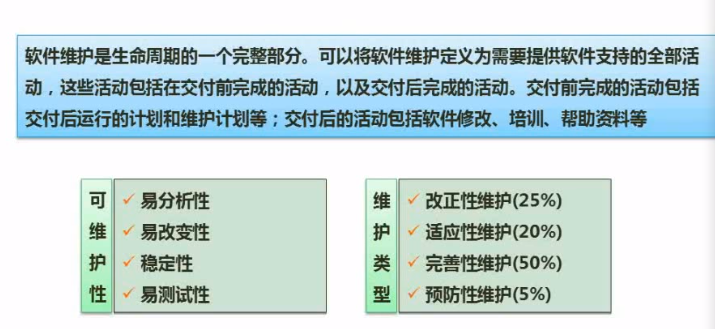 软件维护是生命周期的一个完整部分。可以将软件维护定义为需要提供软件支持的全部活
动，这些活动包括在交付前完成的活动，以及交付后完成的活动。交付前完成的活动包括
交付后运行的计划和维护计划等；交付后的活动包括软件修改、培训、帮助资料等
可维护性
✓ 易分析性
✓ 易改变性
✓ 稳定性
✓ 易测试性
维护类型
✓ 改正性维护(25%)
✓ 适应性维护(20%)
✓ 完善性维护(50%)
✓ 预防性维护(5%)